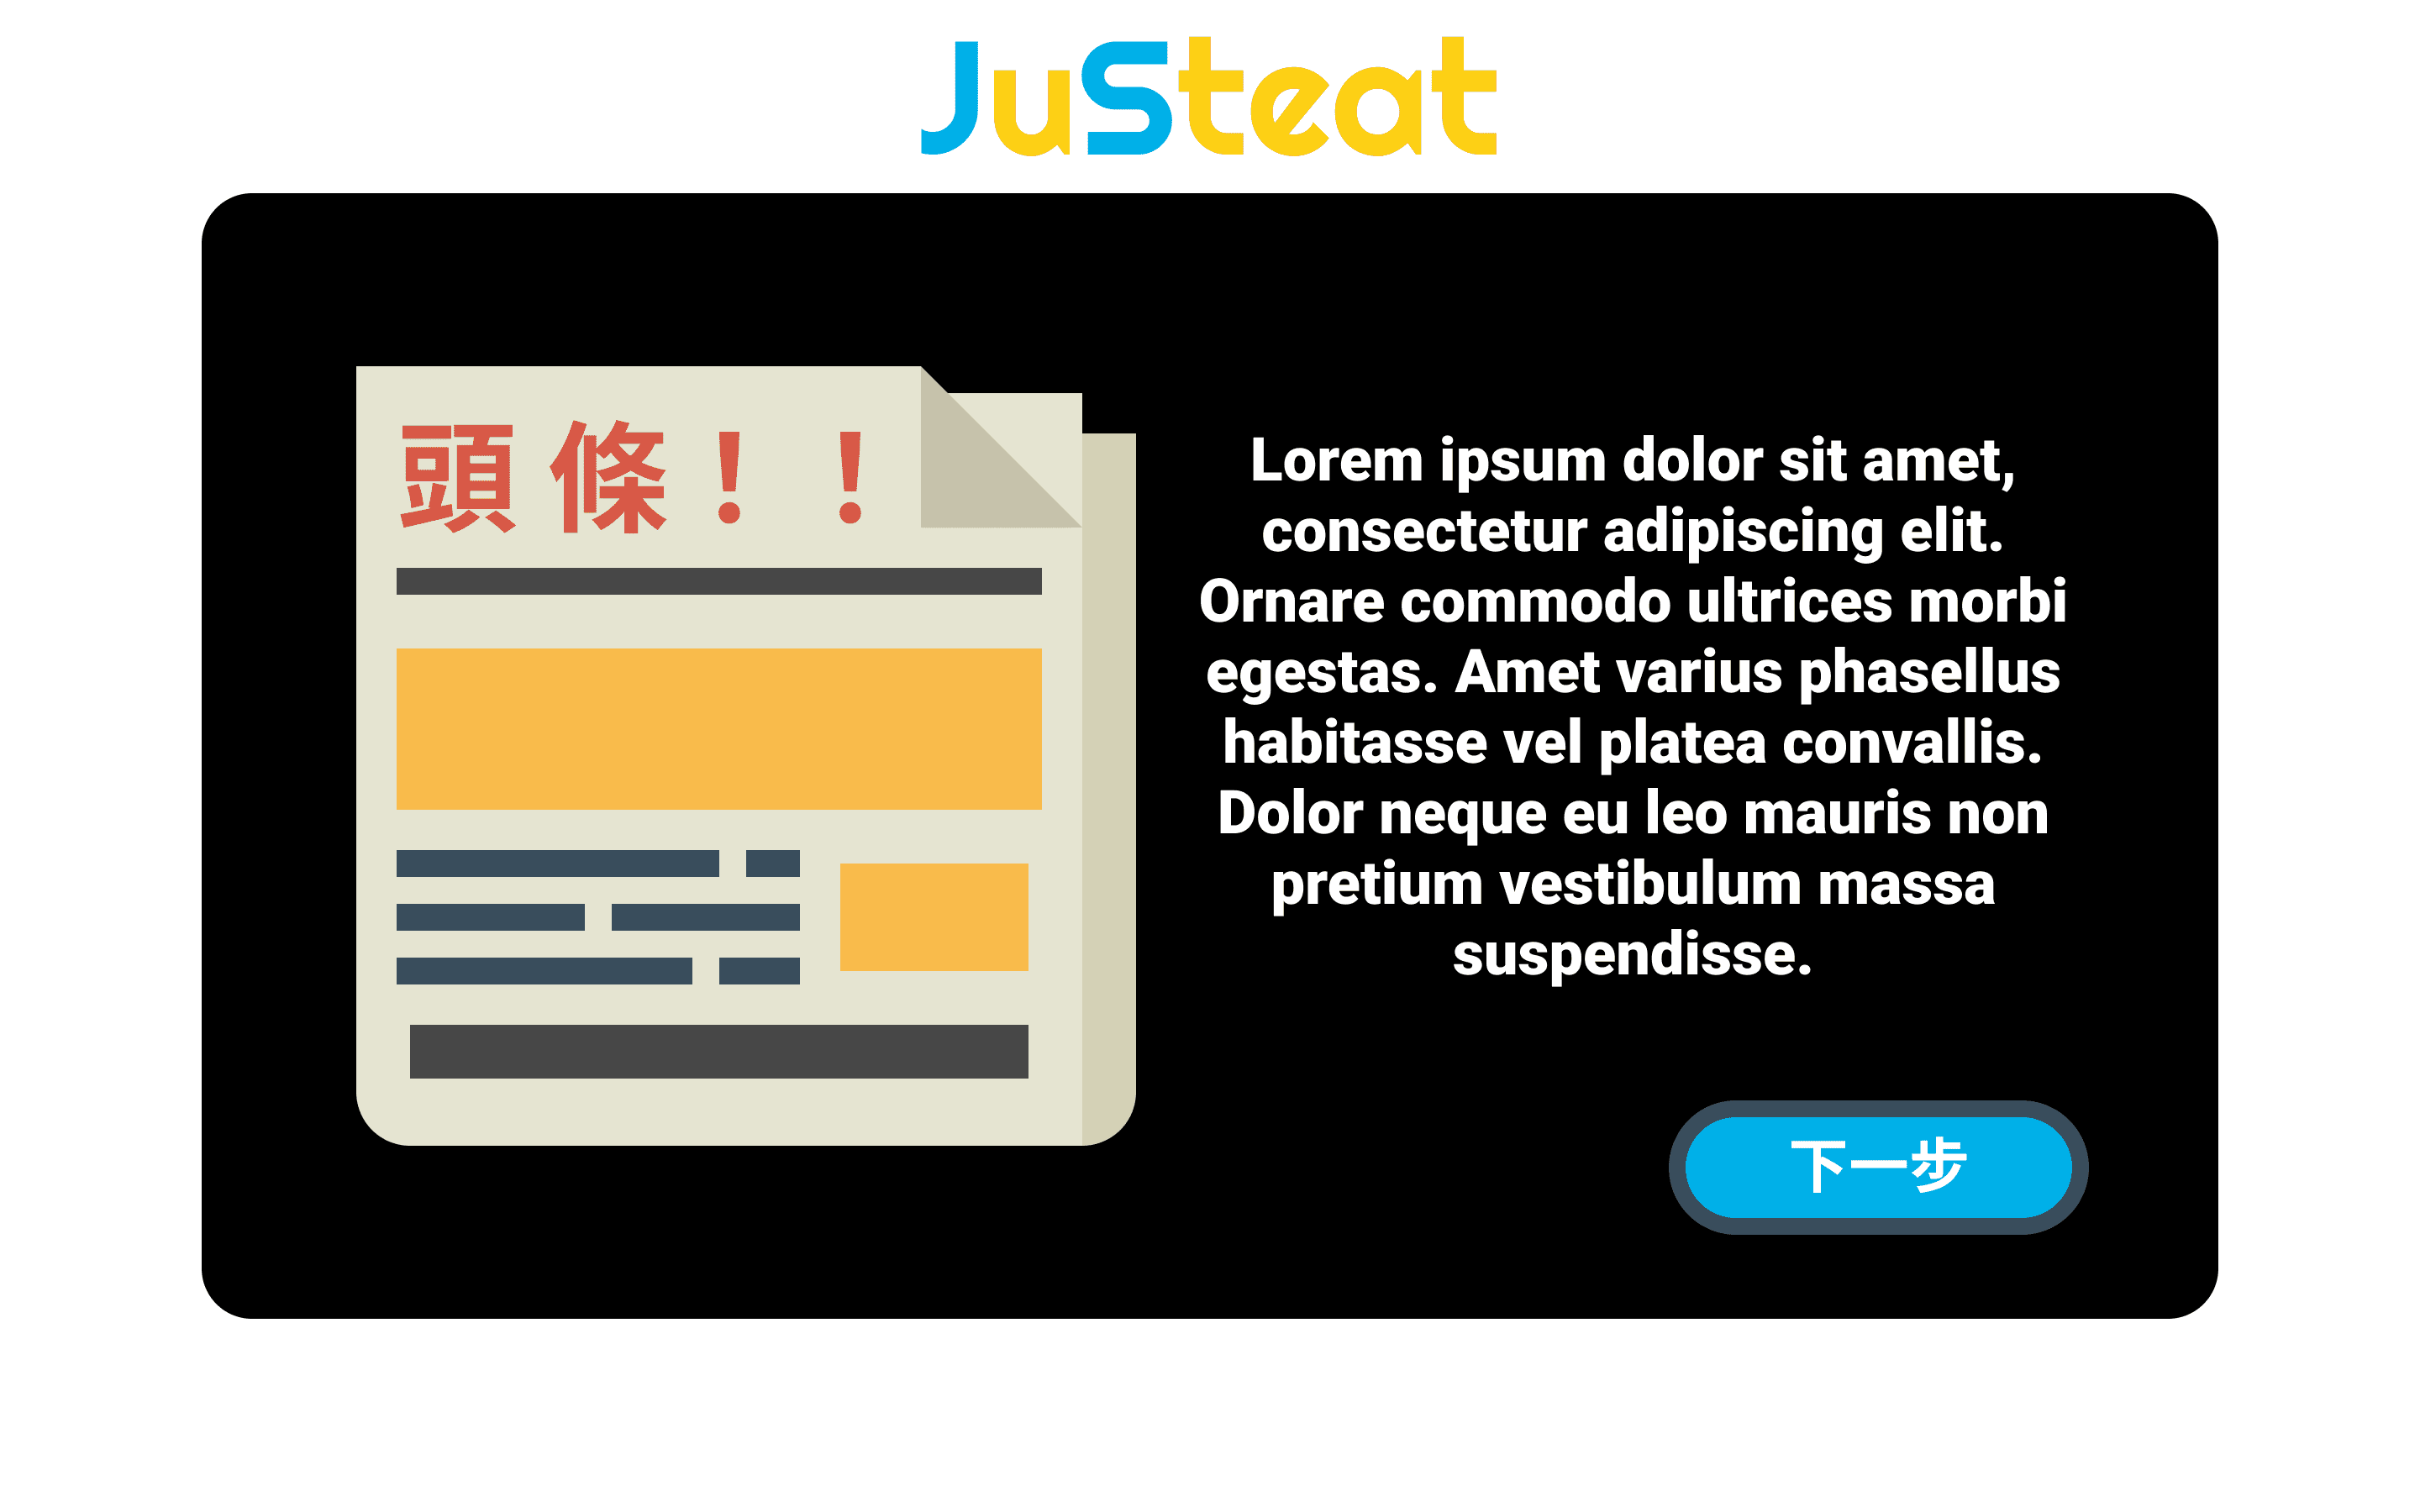 JuSteat
頭條！！
Lorem ipsum dolor sit amet,
consectetur adipiscing elit.
Ornare commodo ultrices morbi
egestas. Amet varius phasellus
habitasse vel platea convallis.
Dolor neque eu leo mauris non
pretium vestibulum massa
suspendisse.
下一步